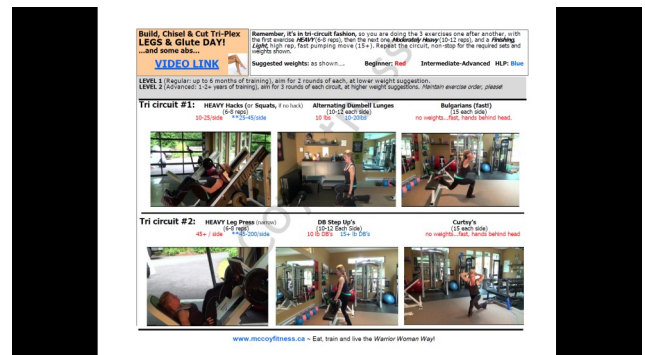 Build, Chisel & Cut Tri-Plex
LEGS & Glute DAY!
...and some abs...
VIDEO LINK
Remember, it's in tri-circuit fashion, so you are doing the 3 exercises one after another, with
the first exercise HEAVY (6-8 reps), then the next one, Moderately Heavy (10-12 reps), and a Finishing,
Light, high rep, fast pumping move (15+). Repeat the circuit, non-stop for the required sets and
weights shown.
Suggested weights: as shown.... Beginner: Red Intermediate-Advanced HLP: Blue
LEVEL 1 (Regular: up to 6 months of training), aim for 2 rounds of each, at lower weight suggestion.
LEVEL 2 (Advanced: 1-2+ years of training), aim for 3 rounds of each circuit, at higher weight suggestions. Maintain exercise order, please!
Tri circuit #1: HEAVY Hacks (or Squats, if no hack) Alternating Dumbell Lunges Bulgarians (fast!)
(6-8 reps) (10-12 each side) (15 each side)
10-25/side **25-45/side 10 lbs 10-20lbs no weights...fast, hands behind head.
Tri circuit #2: HEAVY Leg Press (narrow) DB Step Up's Curtsy's
(6-8 reps) (10-12 Each Side) (15 each side)
45+ / side **45-200/side 10 lb DB's 15+ lb DB's no weights...fast, hands behind head
www.mccoyfitness.ca ~ Eat, train and live the Warrior Woman Way!